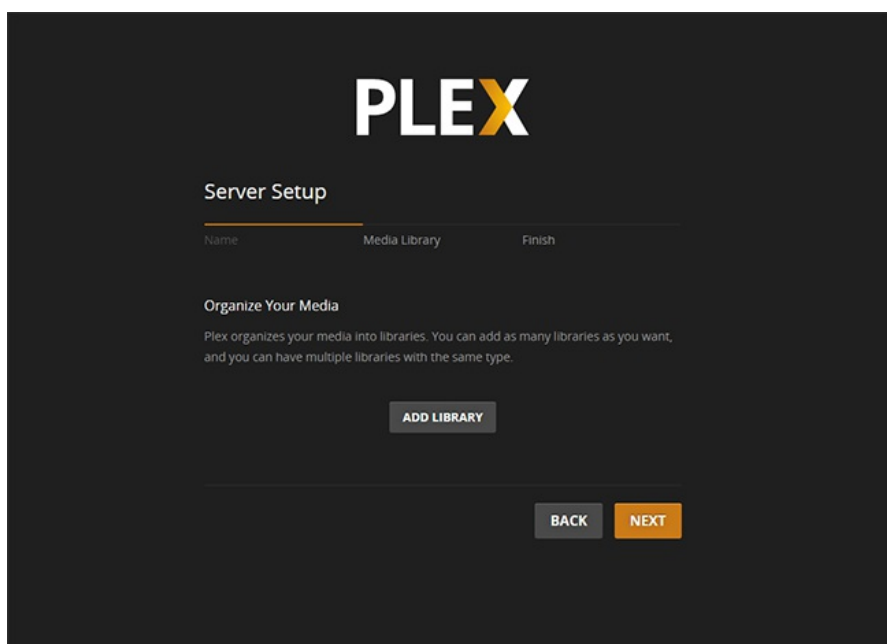 PLEX
Server Setup
Name Media Library Finish
Organize Your Media
Plex organizes your media into libraries. You can add as many libraries as you want,
and you can have multiple libraries with the same type.
ADD LIBRARY
BACK NEXT